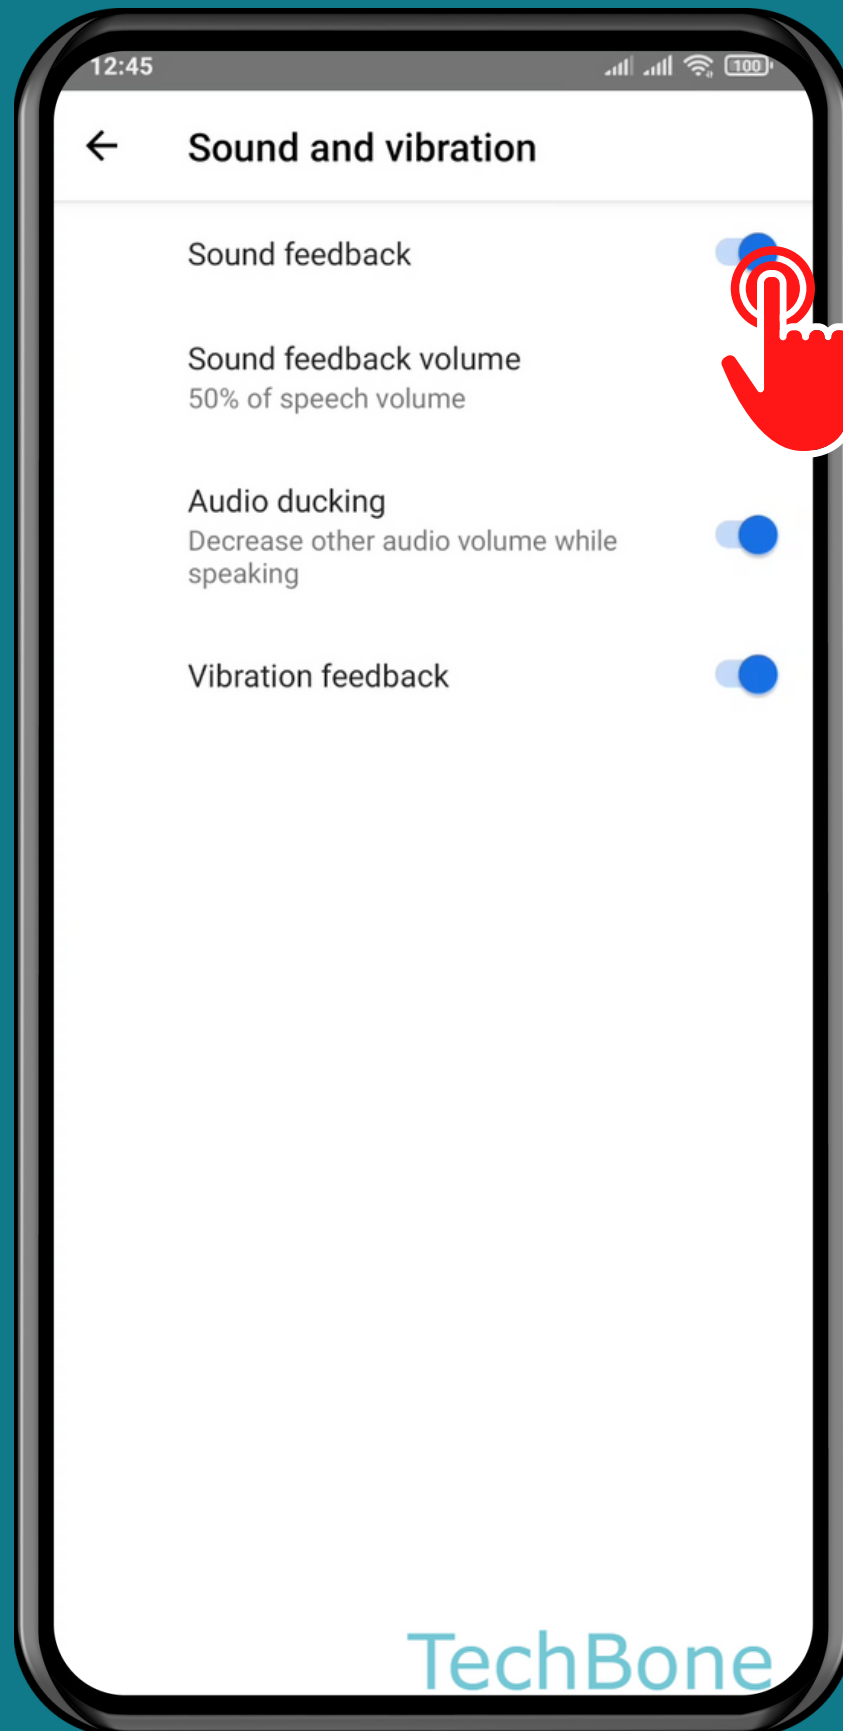 12:45
100
Sound and vibration
Sound feedback
Sound feedback volume
50% of speech volume
Audio ducking
Decrease other audio volume while
speaking
Vibration feedback
TechBone